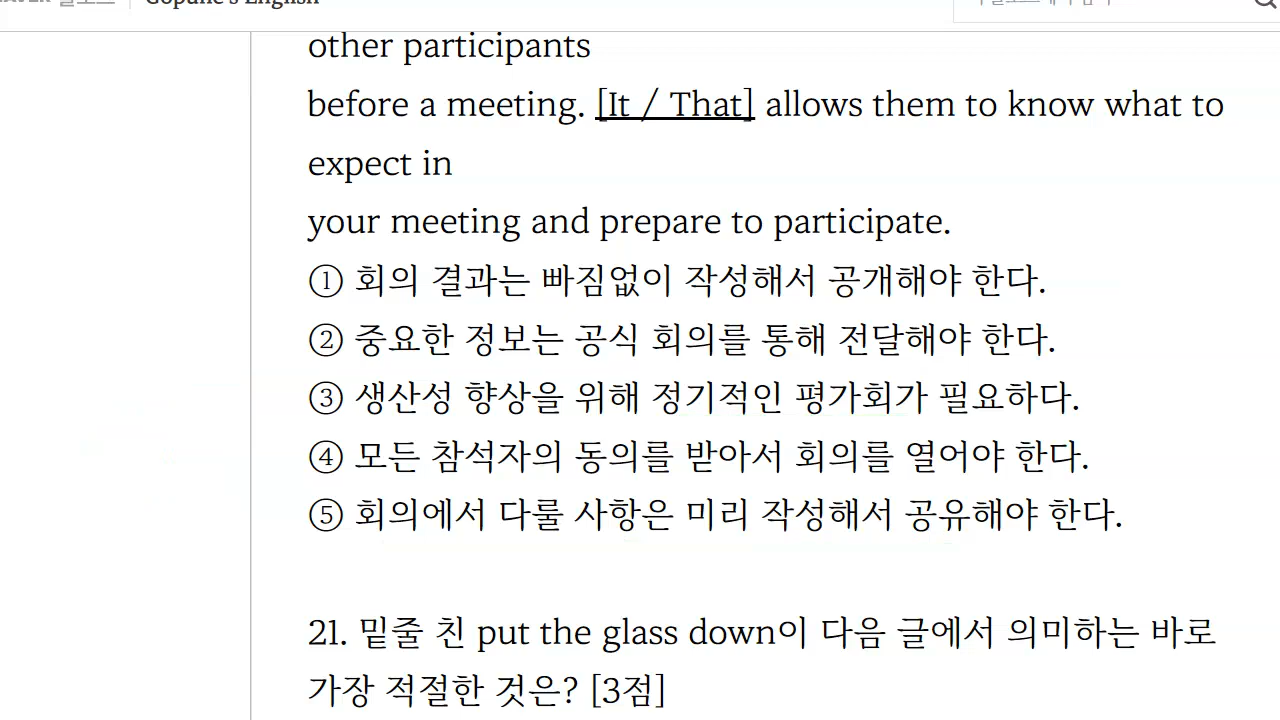 Gopune's English
other participants
before a meeting. [It / That] allows them to know what to
expect in
your meeting and prepare to participate.
① 회의 결과는 빠짐없이 작성해서 공개해야 한다.
② 중요한 정보는 공식 회의를 통해 전달해야 한다.
③ 생산성 향상을 위해 정기적인 평가회가 필요하다.
④ 모든 참석자의 동의를 받아서 회의를 열어야 한다.
⑤ 회의에서 다룰 사항은 미리 작성해서 공유해야 한다.
21. 밑줄 친 put the glass down이 다음 글에서 의미하는 바로
가장 적절한 것은? [3점]